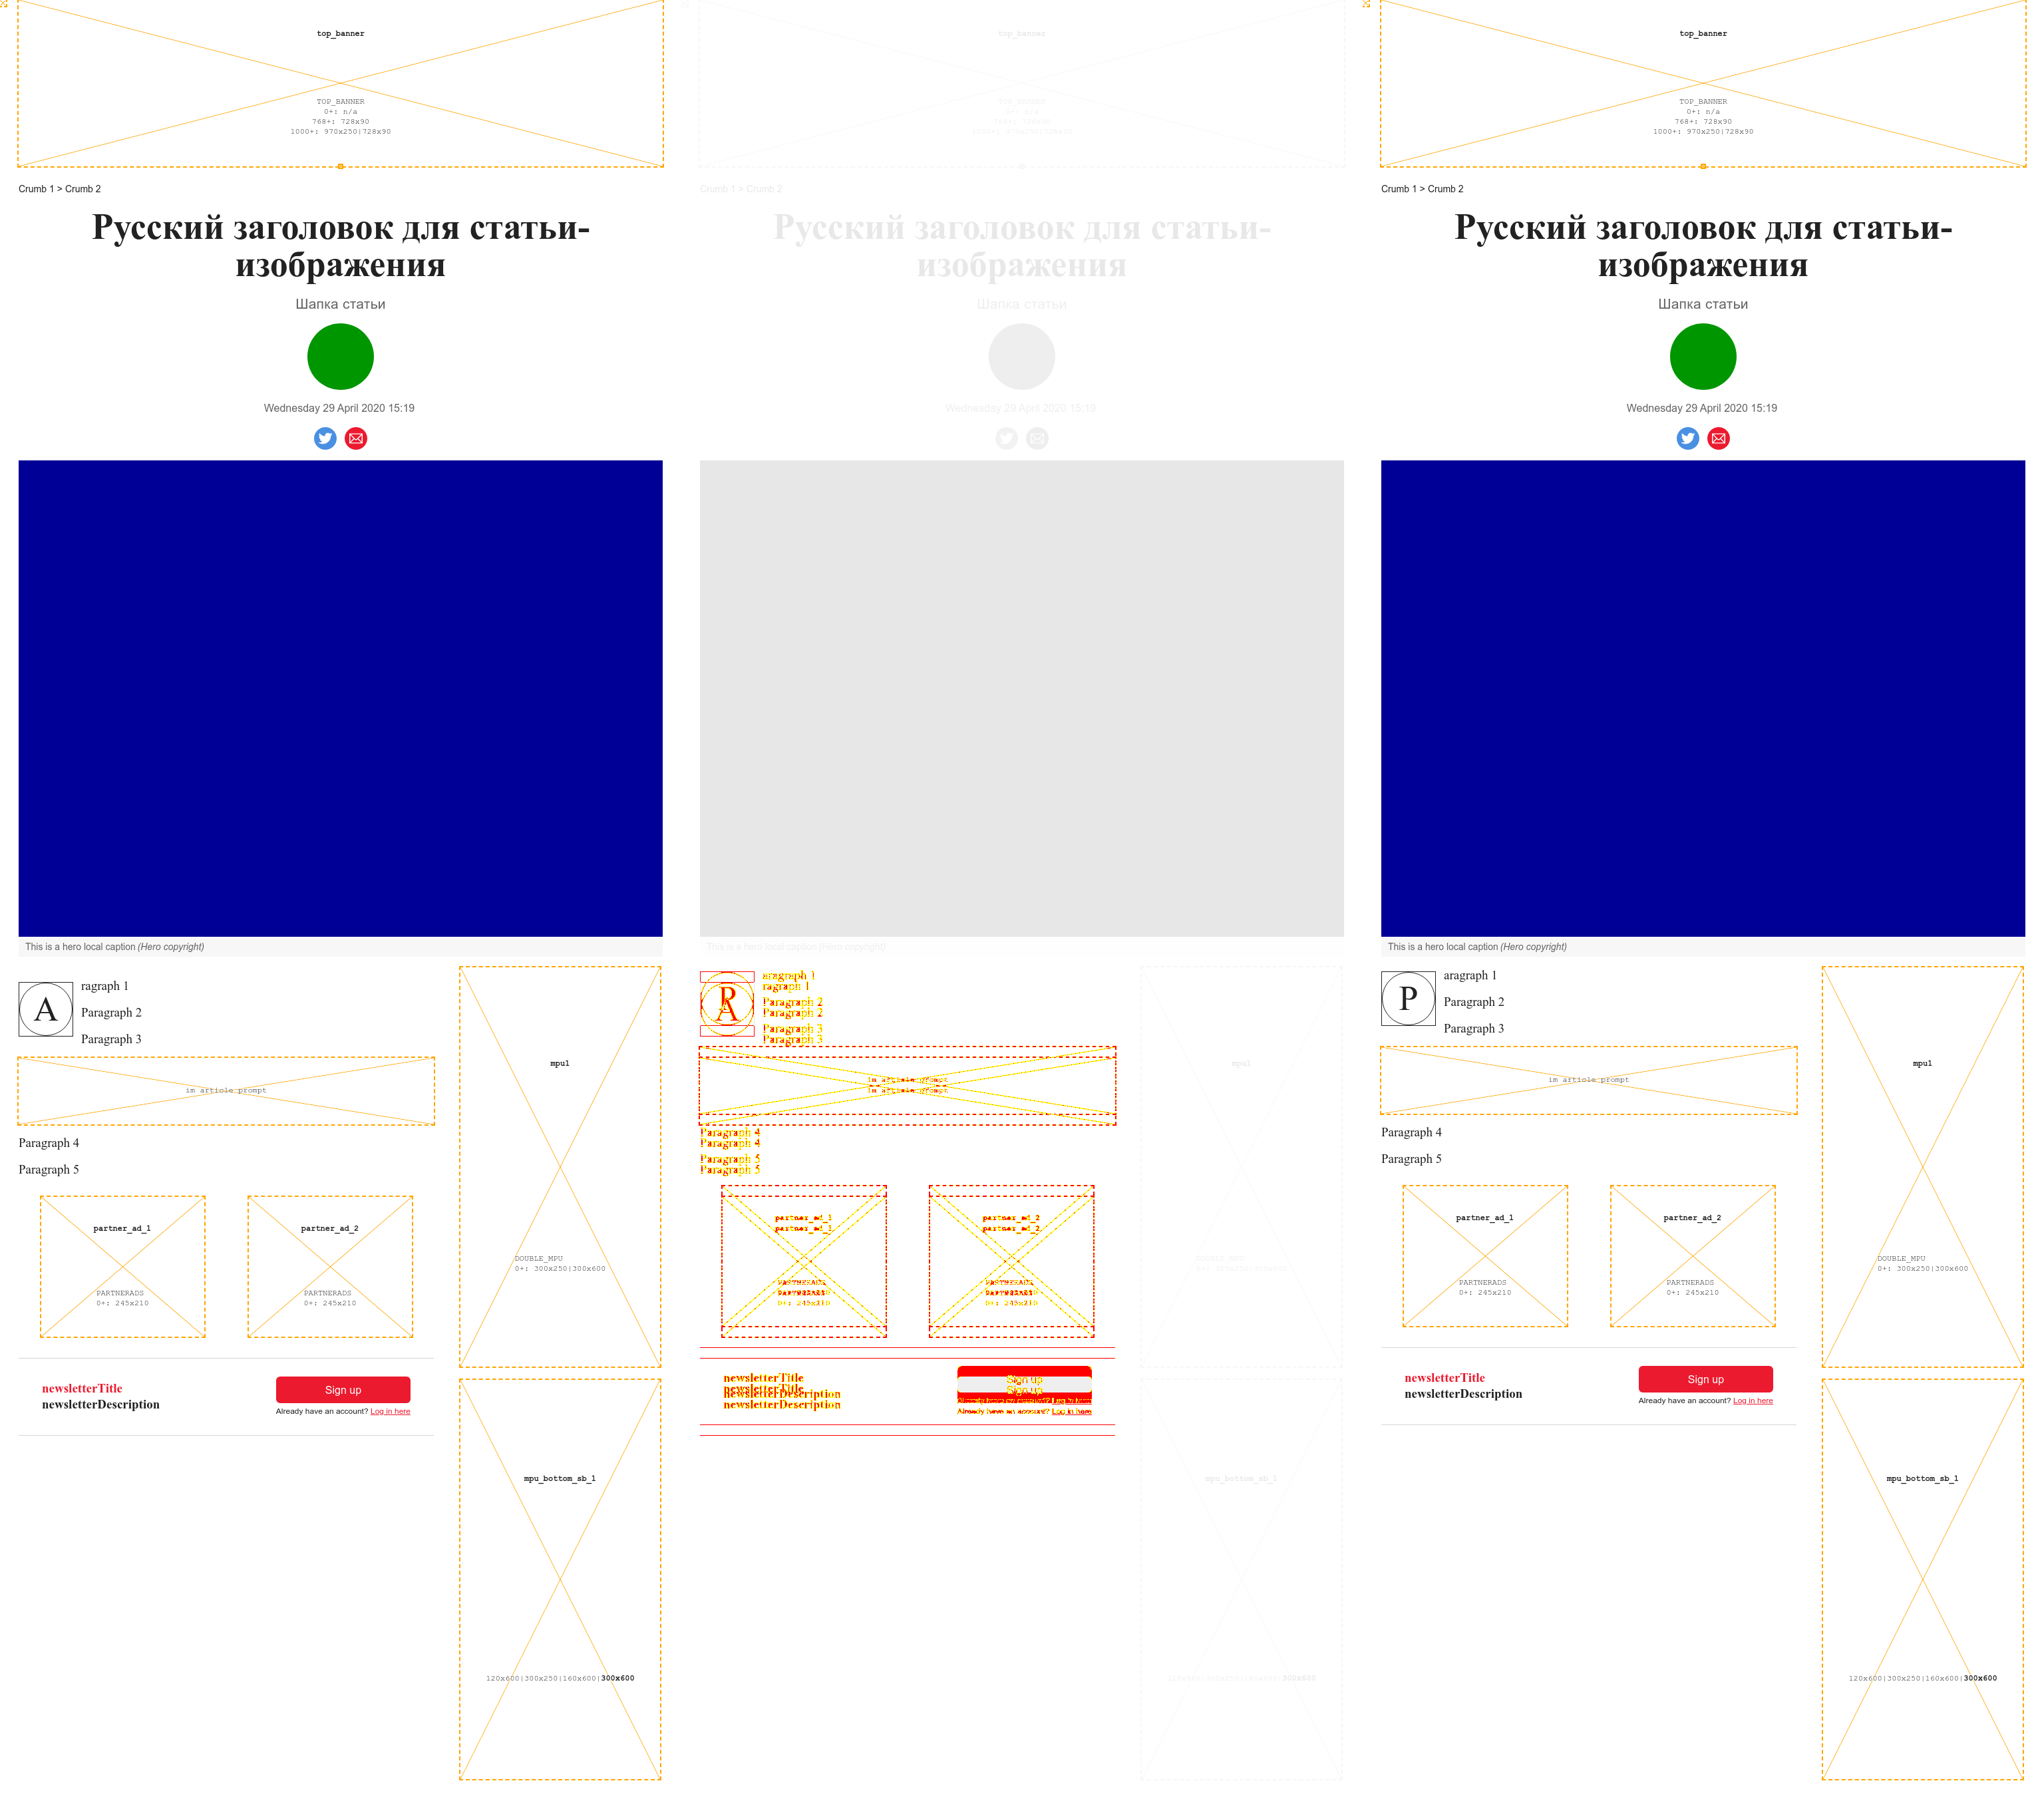 top_banner
TOP_BANNER
0+: n/a
768+: 728x90
1000+: 970x250|728x90
Crumb 1 > Crumb 2
Русский заголовок для статьи-
изображения
Шапка статьи
Wednesday 29 April 2020 15:19
This is a hero local caption (Hero copyright)
A
ragraph 1
Paragraph 2
Paragraph 3
im article prompt
Paragraph 4
Paragraph 5
partner_ad_1
PARTNERADS
0+: 245x210
partner_ad_2
PARTNERADS
0+: 245x210
newsletterTitle
newsletterDescription
Sign up
Already have an account? Log in here
mpu1
DOUBLE_MPU
0+: 300x250|300x600
mpu_bottom_sb_1
120x600|300x250|160x600|300x600
top_banner
TOP_BANNER
0+: n/a
768+: 728x90
1000+: 970x250|728x90
Crumb 1 > Crumb 2
Русский заголовок для статьи-
изображения
Шапка статьи
Wednesday 29 April 2020 15:19
This is a hero local caption (Hero copyright)
P
A
aragraph 1
ragraph 1
Paragraph 2
Paragraph 2
Paragraph 3
Paragraph 3
im article prompt
im article prompt
Paragraph 4
Paragraph 4
Paragraph 5
Paragraph 5
partner_ad_1
partner_ad_1
PARTNERADS
0+: 245x210
partner_ad_2
partner_ad_2
PARTNERADS
0+: 245x210
newsletterTitle
newsletterTitle
newsletterDescription
newsletterDescription
Sign up
Sign up
Already have an account? Log in here
mpu1
DOUBLE_MPU
0+: 300x250|300x600
mpu_bottom_sb_1
120x600|300x250|160x600|300x600
top_banner
TOP_BANNER
0+: n/a
768+: 728x90
1000+: 970x250|728x90
Crumb 1 > Crumb 2
Русский заголовок для статьи-
изображения
Шапка статьи
Wednesday 29 April 2020 15:19
This is a hero local caption (Hero copyright)
P
aragraph 1
Paragraph 2
Paragraph 3
im article prompt
Paragraph 4
Paragraph 5
partner_ad_1
PARTNERADS
0+: 245x210
partner_ad_2
PARTNERADS
0+: 245x210
newsletterTitle
newsletterDescription
Sign up
Already have an account? Log in here
mpu1
DOUBLE_MPU
0+: 300x250|300x600
mpu_bottom_sb_1
120x600|300x250|160x600|300x600